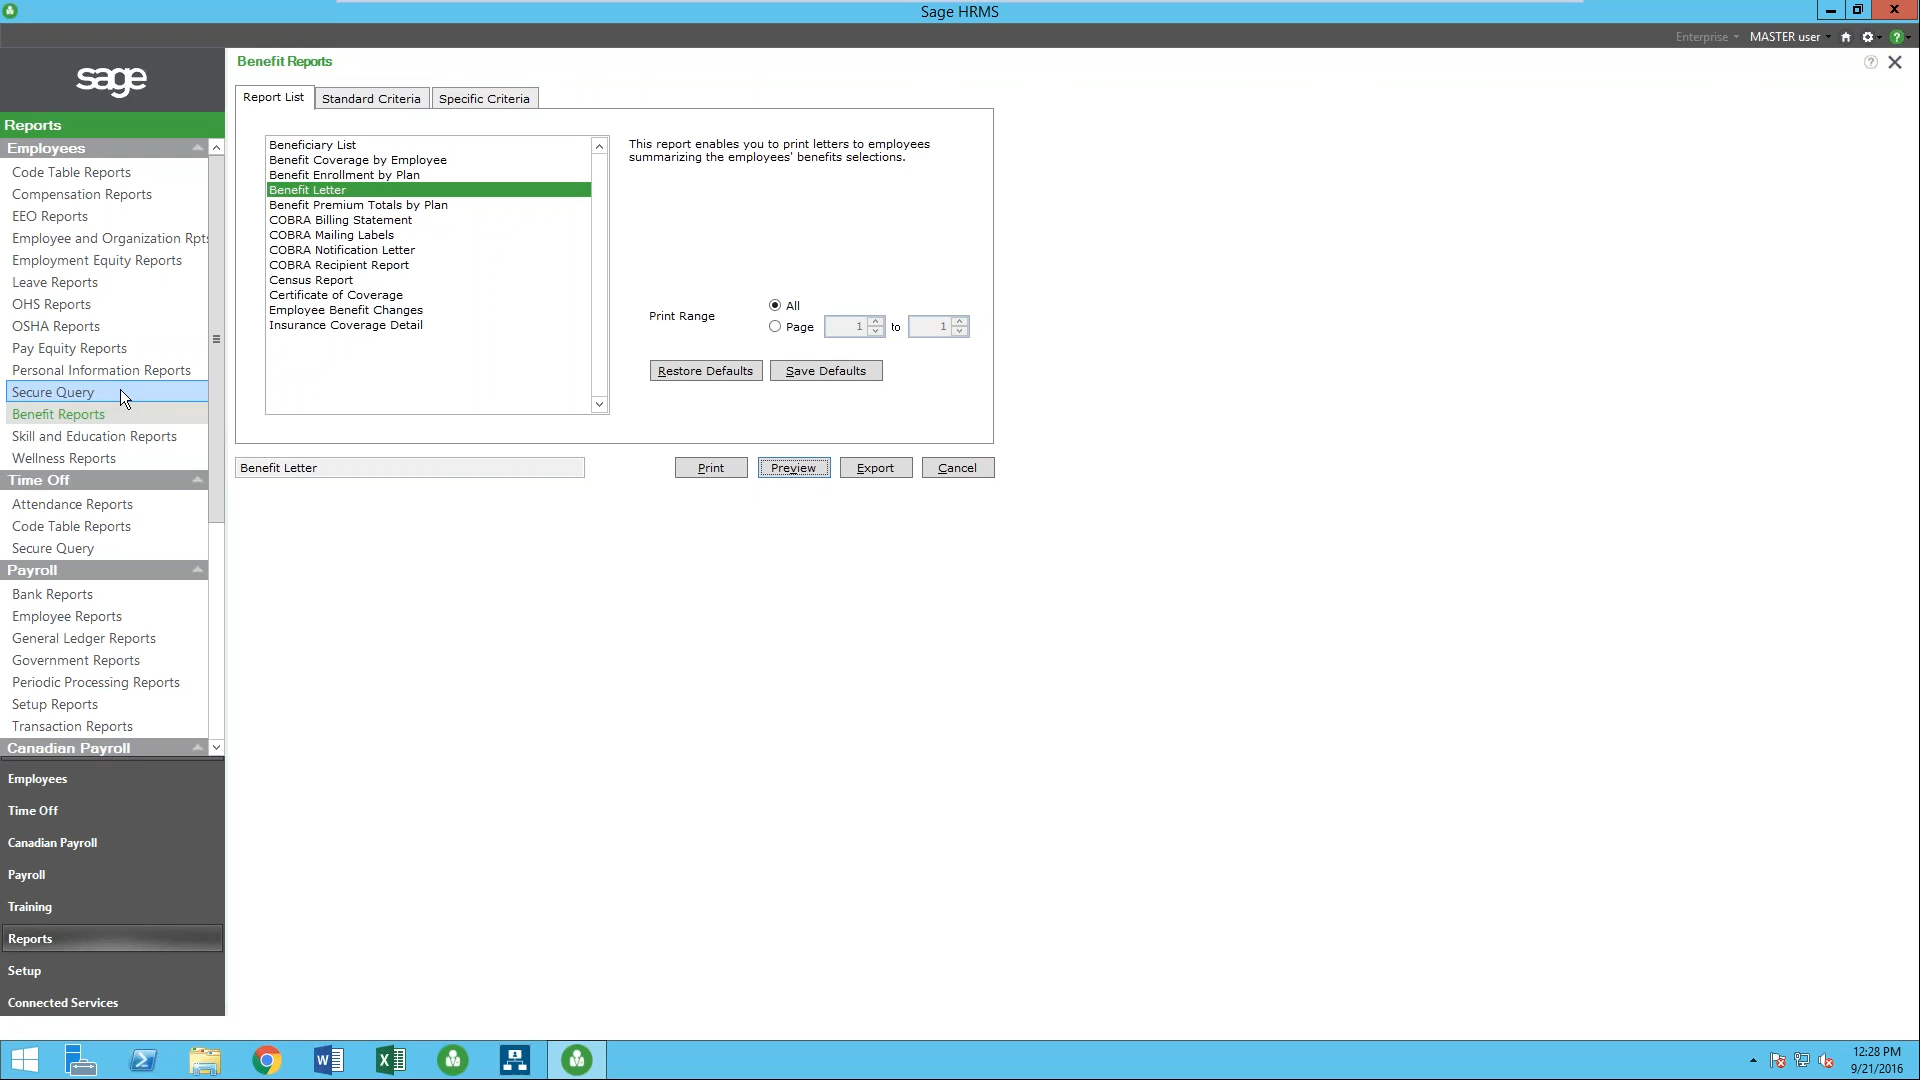 Sage HRMS
Enterprise MASTER user ?
sage
Benefit Reports
?
Reports
Employees
Code Table Reports
Compensation Reports
EEO Reports
Employee and Organization Rpts
Employment Equity Reports
Leave Reports
OHS Reports
OSHA Reports
Pay Equity Reports
Personal Information Reports
Secure Query
Benefit Reports
Skill and Education Reports
Wellness Reports
Time Off
Attendance Reports
Code Table Reports
Secure Query
Payroll
Bank Reports
Employee Reports
General Ledger Reports
Government Reports
Periodic Processing Reports
Setup Reports
Transaction Reports
Canadian Payroll
Employees
Time Off
Canadian Payroll
Payroll
Training
Reports
Setup
Connected Services
Report List Standard Criteria Specific Criteria
Beneficiary List
Benefit Coverage by Employee
Benefit Enrollment by Plan
Benefit Letter
Benefit Premium Totals by Plan
COBRA Billing Statement
COBRA Mailing Labels
COBRA Notification Letter
COBRA Recipient Report
Census Report
Certificate of Coverage
Employee Benefit Changes
Insurance Coverage Detail
This report enables you to print letters to employees
summarizing the employees' benefits selections.
Print Range
All
Page 1 to 1
Restore Defaults Save Defaults
Benefit Letter
Print Preview Export Cancel
12:28 PM
9/21/2016